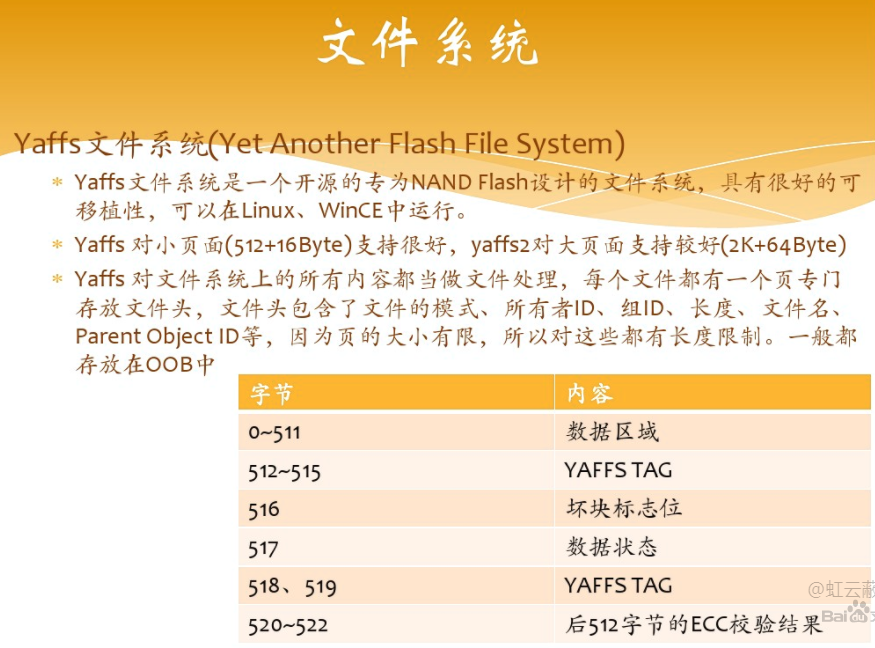 文件系统
Yaffs文件系统(Yet Another Flash File System)
* Yaffs文件系统是一个开源的专为NAND Flash设计的文件系统，具有很好的可
移植性，可以在Linux、WinCE中运行。
* Yaffs 对小页面(512+16Byte)支持很好，yaffs2对大页面支持较好(2K+64Byte)
* Yaffs 对文件系统上的所有内容都当做文件处理，每个文件都有一个页专门
存放文件头，文件头包含了文件的模式、所有者ID、组ID、长度、文件名、
Parent Object ID等，因为页的大小有限，所以对这些都有长度限制。一般都
存放在OOB中
字节 内容
0~511 数据区域
512~515 YAFFS TAG
516 坏块标志位
517 数据状态
518、519 YAFFS TAG
520~522 后512字节的ECC校验结果
@虹云蔽
Bai